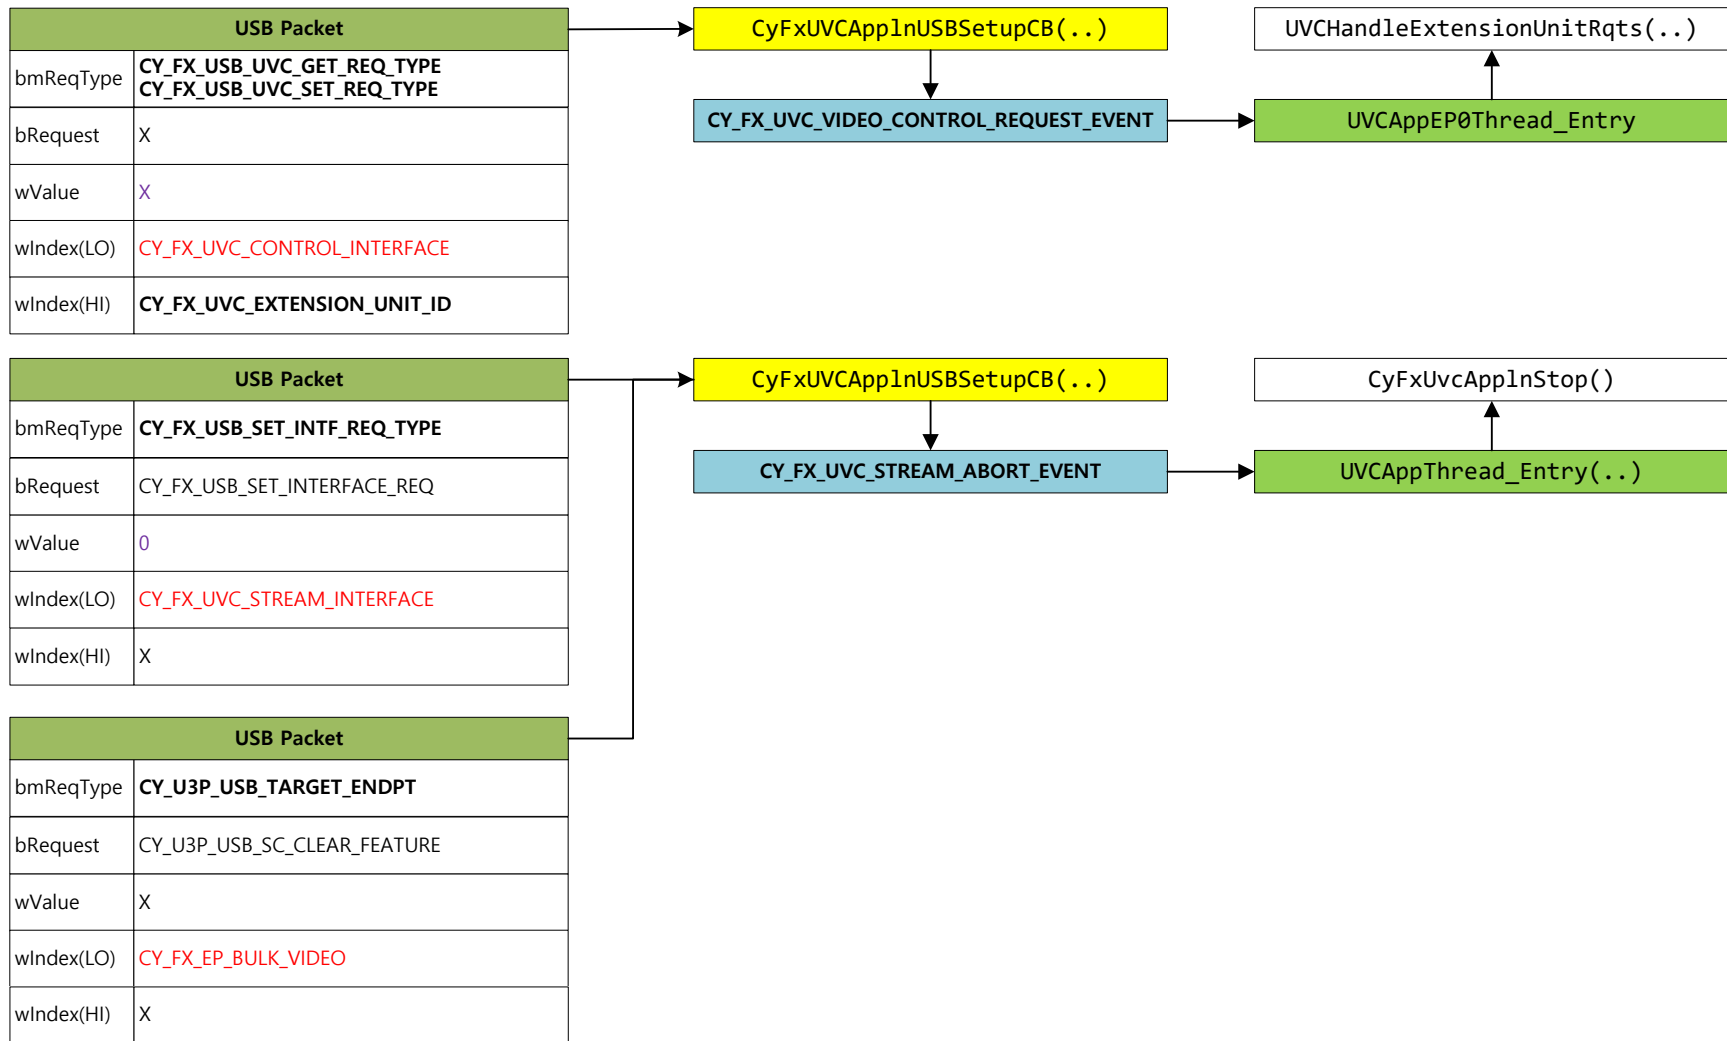 USB Packet
bmReqType CY_FX_USB_UVC_GET_REQ_TYPE
CY_FX_USB_UVC_SET_REQ_TYPE
bRequest X
wValue X
wIndex(LO) CY_FX_UVC_CONTROL_INTERFACE
wIndex(HI) CY_FX_UVC_EXTENSION_UNIT_ID
CyFxUVCApplnUSBSetupCB(..)
CY_FX_UVC_VIDEO_CONTROL_REQUEST_EVENT
UVCHandleExtensionUnitRqts(..)
UVCAppEP0Thread_Entry
USB Packet
bmReqType CY_FX_USB_SET_INTF_REQ_TYPE
bRequest CY_FX_USB_SET_INTERFACE_REQ
wValue 0
wIndex(LO) CY_FX_UVC_STREAM_INTERFACE
wIndex(HI) X
CyFxUVCApplnUSBSetupCB(..)
CY_FX_UVC_STREAM_ABORT_EVENT
CyFxUvcApplnStop()
UVCAppThread_Entry(..)
USB Packet
bmReqType CY_U3P_USB_TARGET_ENDPT
bRequest CY_U3P_USB_SC_CLEAR_FEATURE
wValue X
wIndex(LO) CY_FX_EP_BULK_VIDEO
wIndex(HI) X